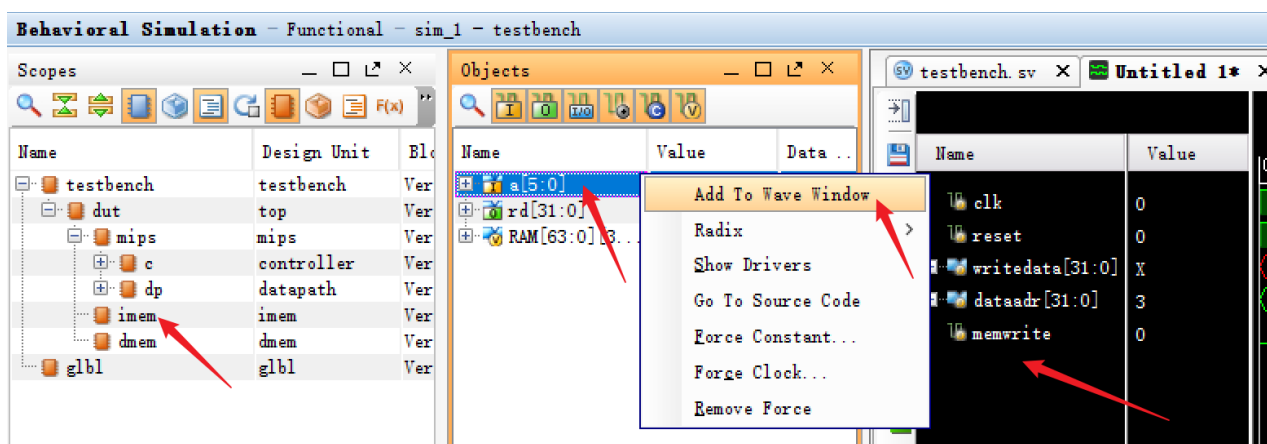 Behavioral Simulation - Functional - sim_1 - testbench
Scopes
F(x)
"
Name Design Unit Blc
testbench testbench Ver
dut top Ver
mips mips Ver
c controller Ver
dp datapath Ver
imem imem Ver
dmem dmem Ver
glbl glbl Ver
Objects
I O I/O C V
Name Value Data ..
a[5:0]
rd[31:0]
RAM[63:0][3...
Add To Wave Window
Radix
Show Drivers
Go To Source Code
Force Constant...
Force Clock...
Remove Force
SV testbench.sv Untitled 1*
Name Value
clk 0
reset 0
writedata[31:0] X
dataadr[31:0] 3
memwrite 0